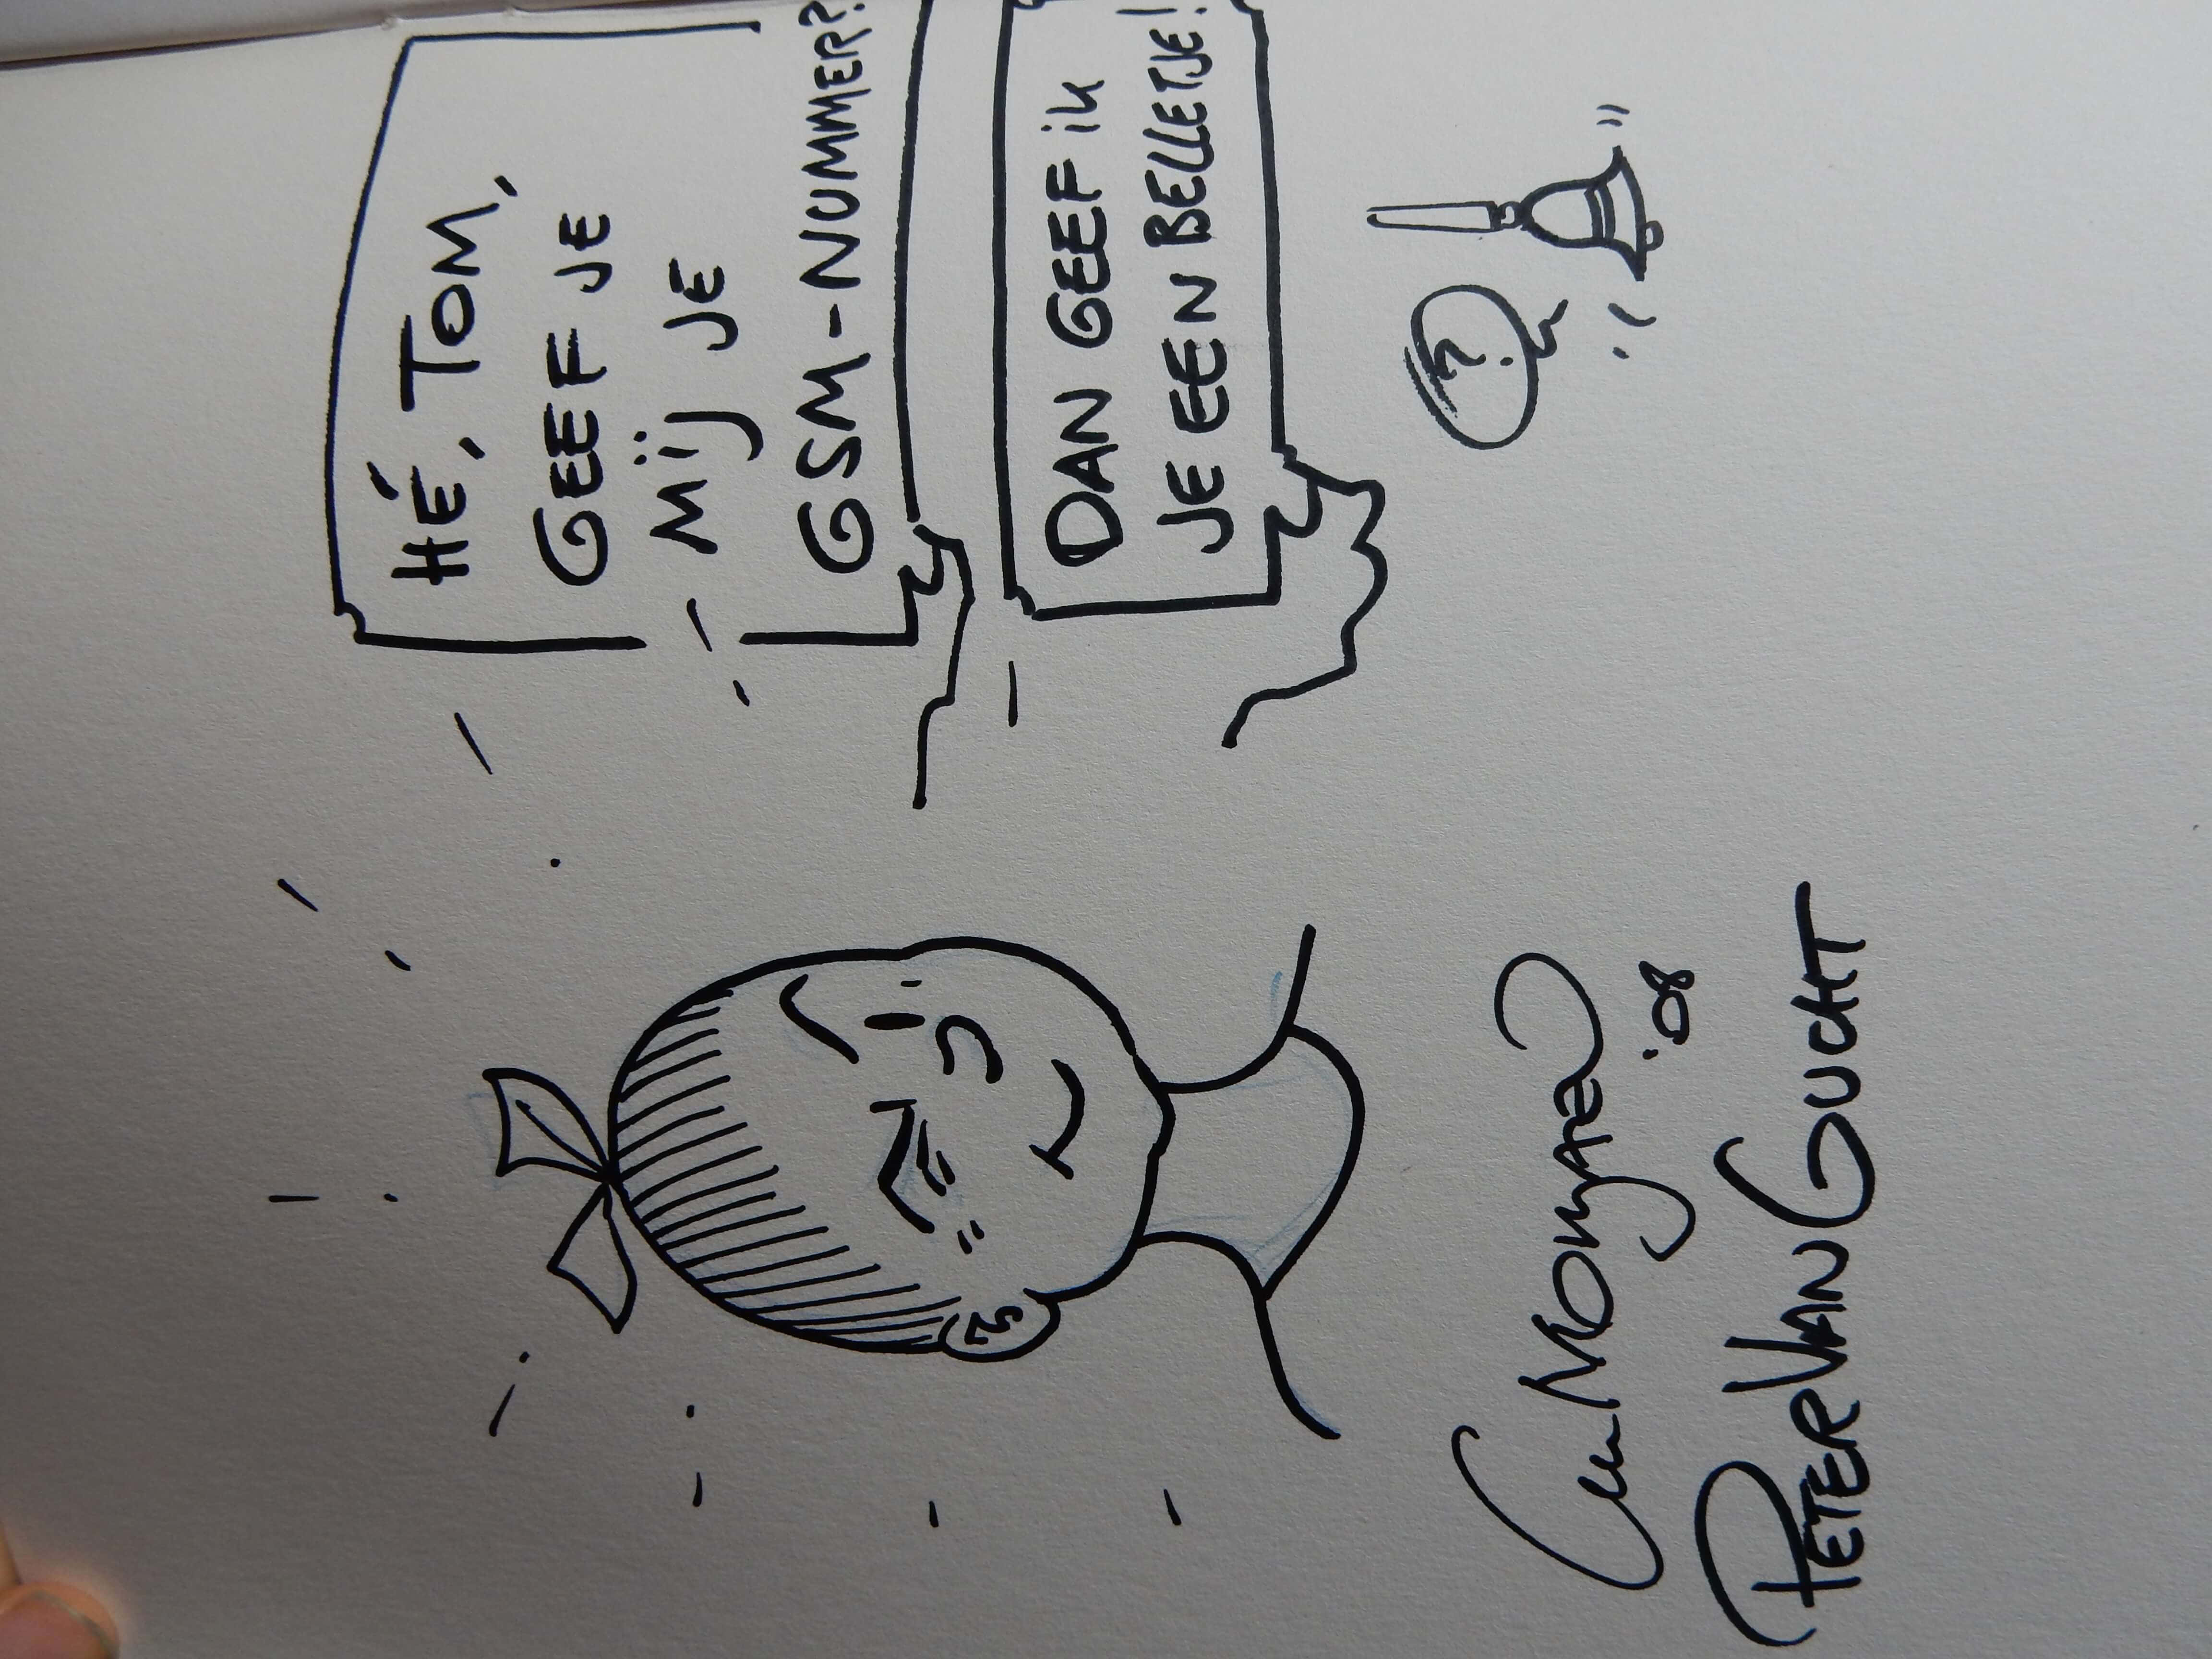 HÉ, TOM,
GEEF JE
MIJ JE
GSM-NUMMER?
DAN GEEF iK
JE EEN BELLETJE!
?
Luc MORJAEU
'08
PETER VAN GUCHT